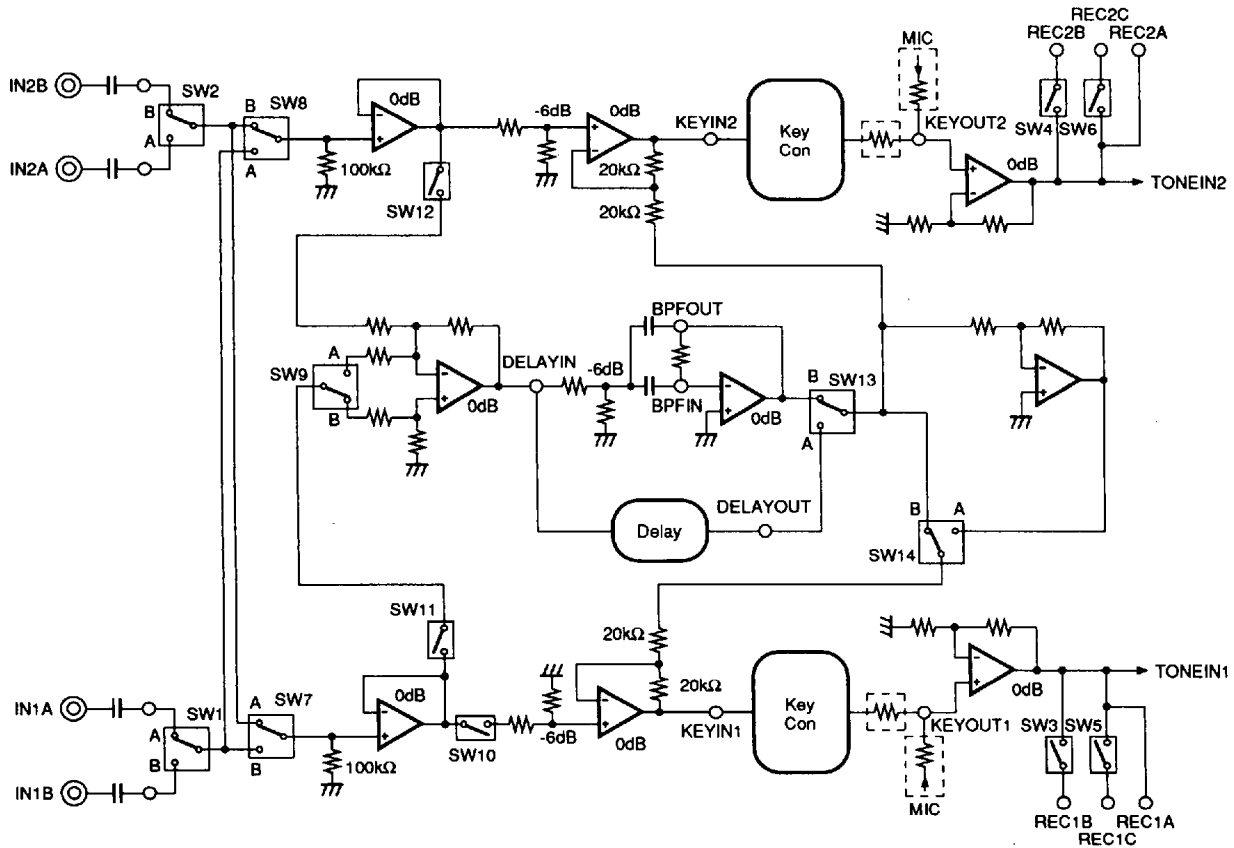 REC2C
REC2B
REC2A
MIC
IN2B
B
SW2
A
IN2A
B
SW8
A
100kΩ
0dB
SW12
-6dB
0dB
20kΩ
20kΩ
KEYIN2
Key
Con
KEYOUT2
0dB
SW4
SW6
TONEIN2
SW9
A
B
0dB
DELAYIN
-6dB
BPFOUT
BPFIN
0dB
B
SW13
A
Delay
DELAYOUT
B
A
SW14
SW11
IN1A
A
SW1
B
IN1B
A
SW7
B
100kΩ
0dB
SW10
-6dB
20kΩ
20kΩ
0dB
KEYIN1
Key
Con
KEYOUT1
MIC
0dB
TONEIN1
SW3
SW5
REC1B
REC1A
REC1C